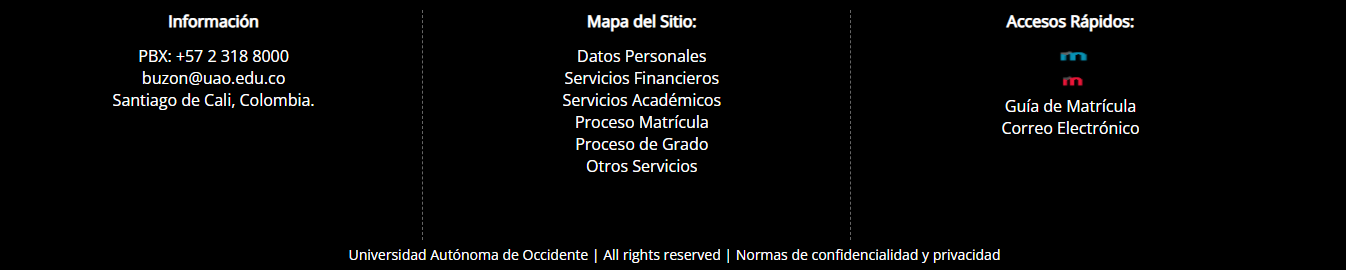 Información
PBX: +57 2 318 8000
buzon@uao.edu.co
Santiago de Cali, Colombia.
Mapa del Sitio:
Datos Personales
Servicios Financieros
Servicios Académicos
Proceso Matrícula
Proceso de Grado
Otros Servicios
Accesos Rápidos:
m
m
Guía de Matrícula
Correo Electrónico
Universidad Autónoma de Occidente | All rights reserved | Normas de confidencialidad y privacidad